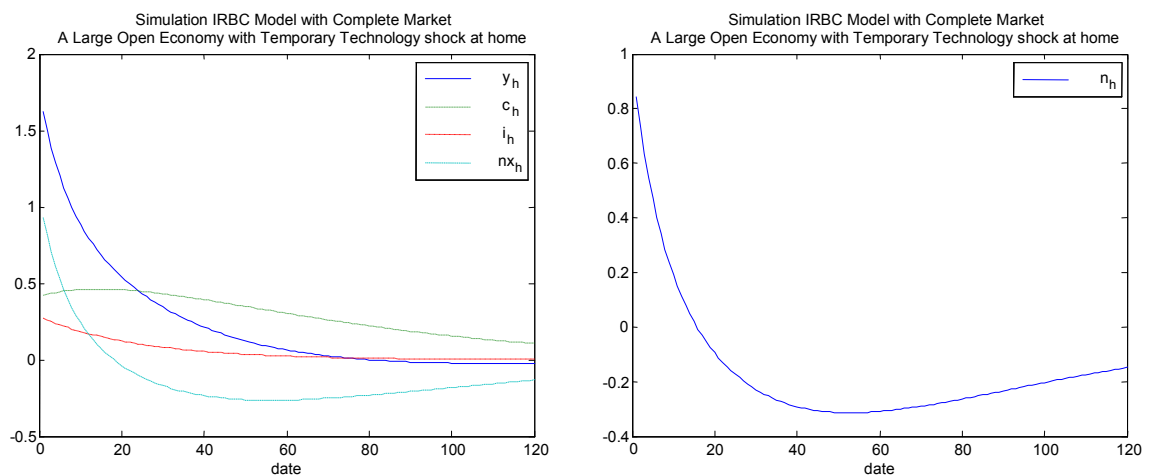 Simulation IRBC Model with Complete Market
A Large Open Economy with Temporary Technology shock at home
2
1.5
1
0.5
0
-0.5
0
20
40
60
80
100
120
date
y_h
c_h
i_h
nx_h
Simulation IRBC Model with Complete Market
A Large Open Economy with Temporary Technology shock at home
1
0.8
0.6
0.4
0.2
0
-0.2
-0.4
0
20
40
60
80
100
120
date
n_h